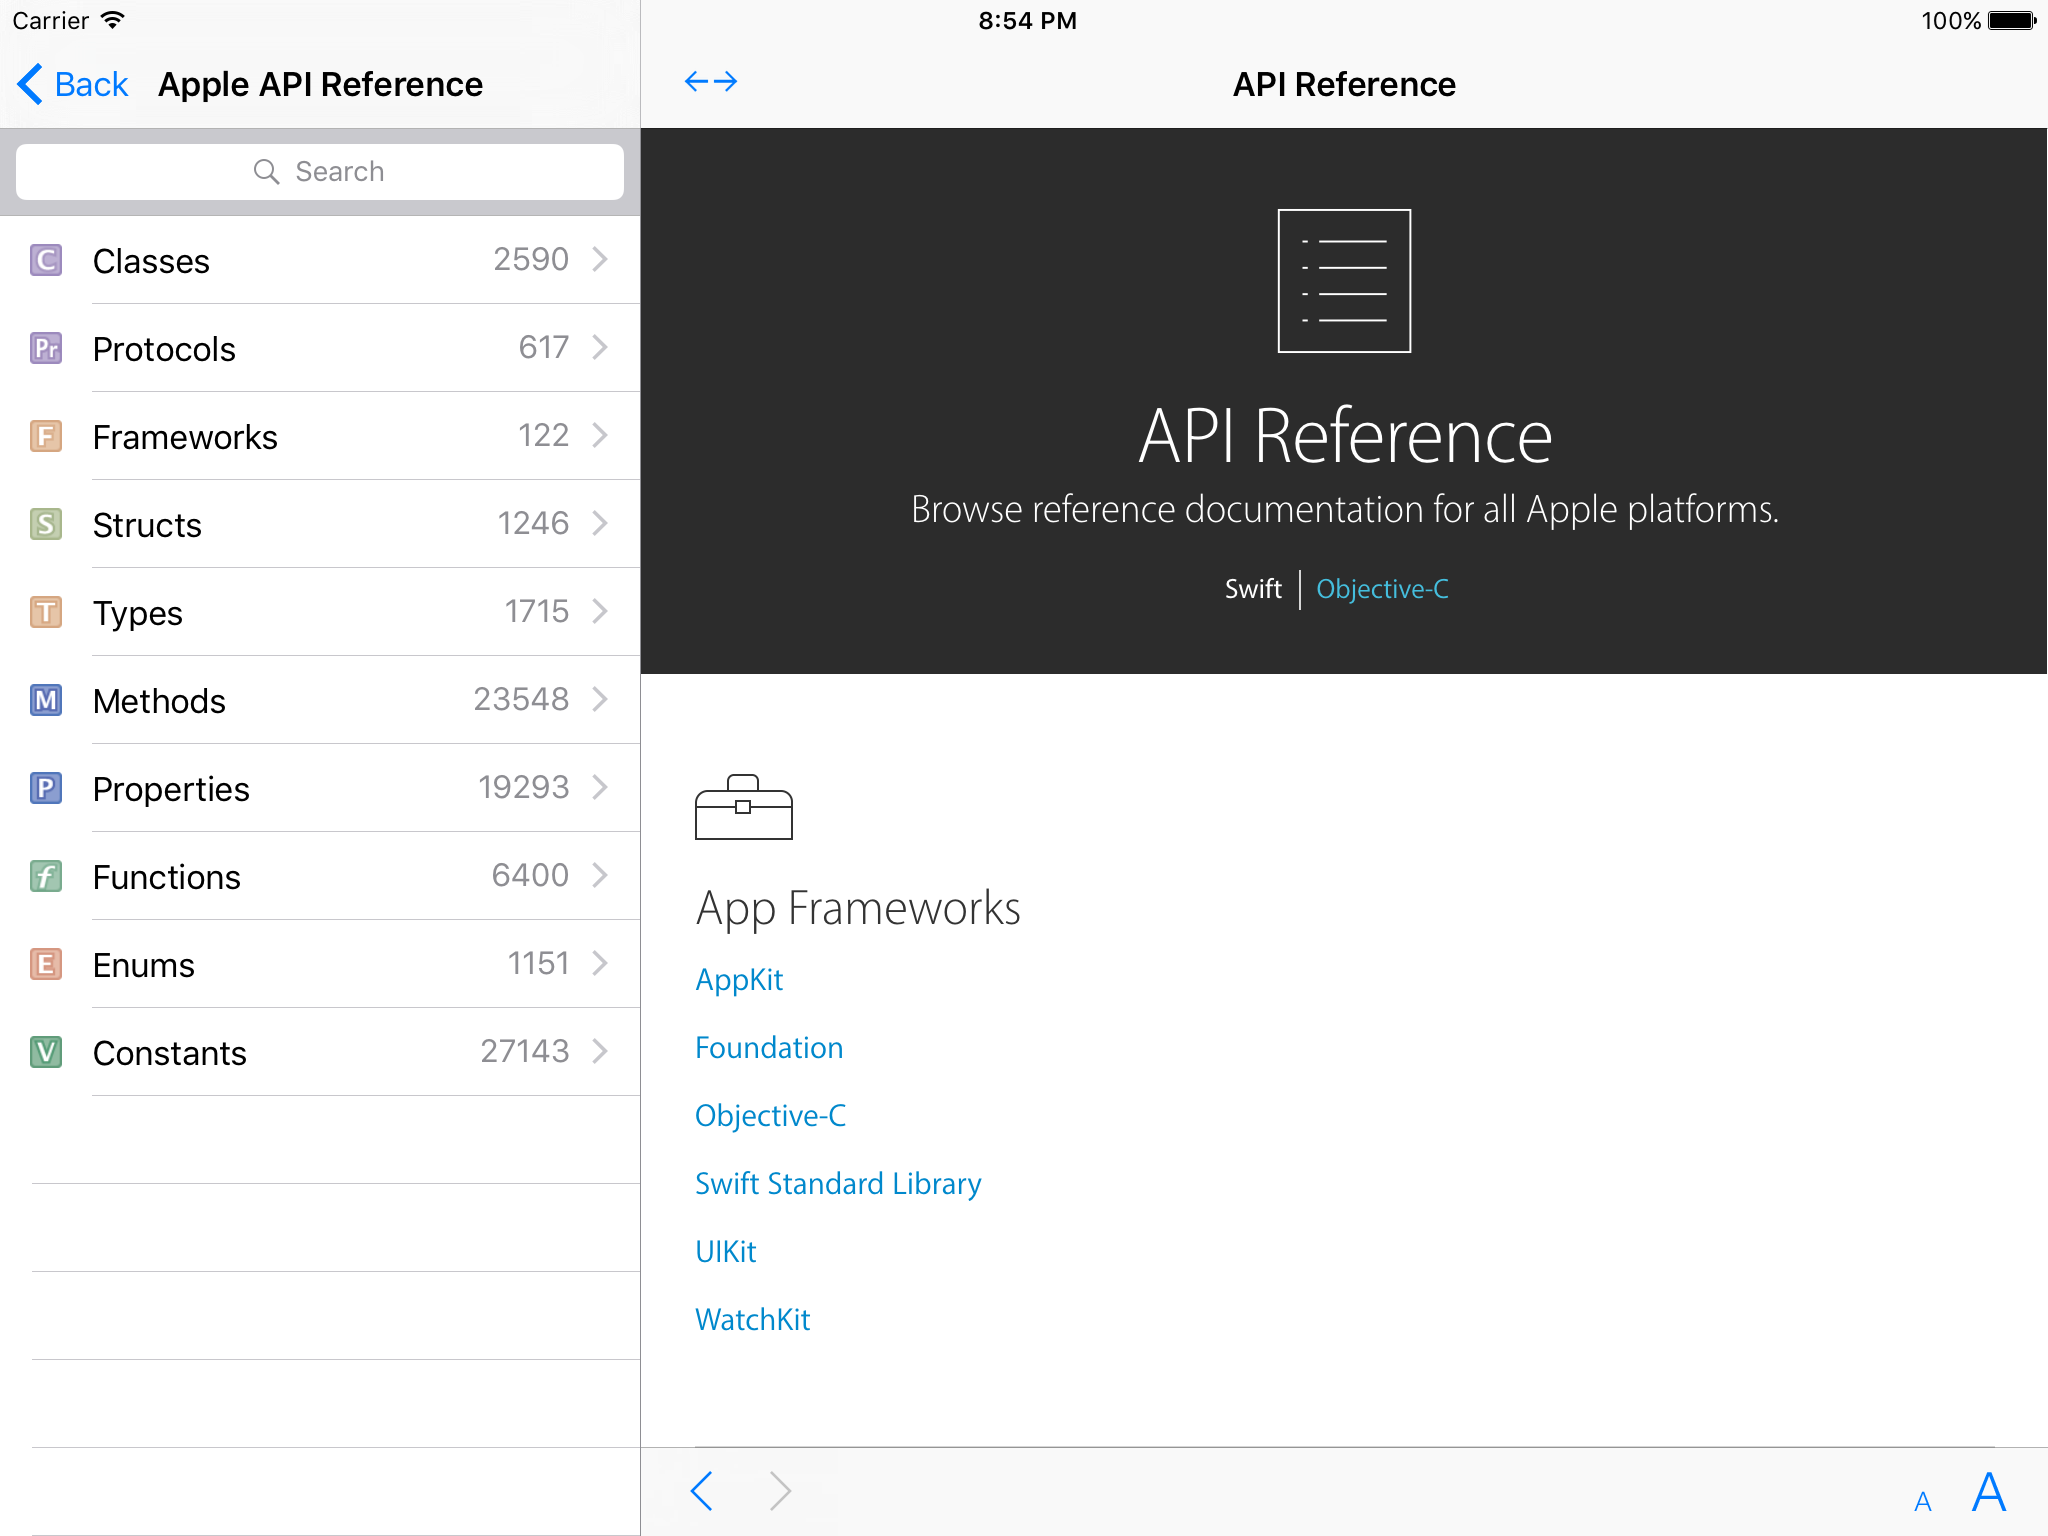 Carrier 8:54 PM 100%
Back Apple API Reference
API Reference
Search
C Classes 2590
Pr Protocols 617
F Frameworks 122
S Structs 1246
T Types 1715
M Methods 23548
P Properties 19293
f Functions 6400
E Enums 1151
V Constants 27143
API Reference
Browse reference documentation for all Apple platforms.
Swift | Objective-C
App Frameworks
AppKit
Foundation
Objective-C
Swift Standard Library
UIKit
WatchKit
A A